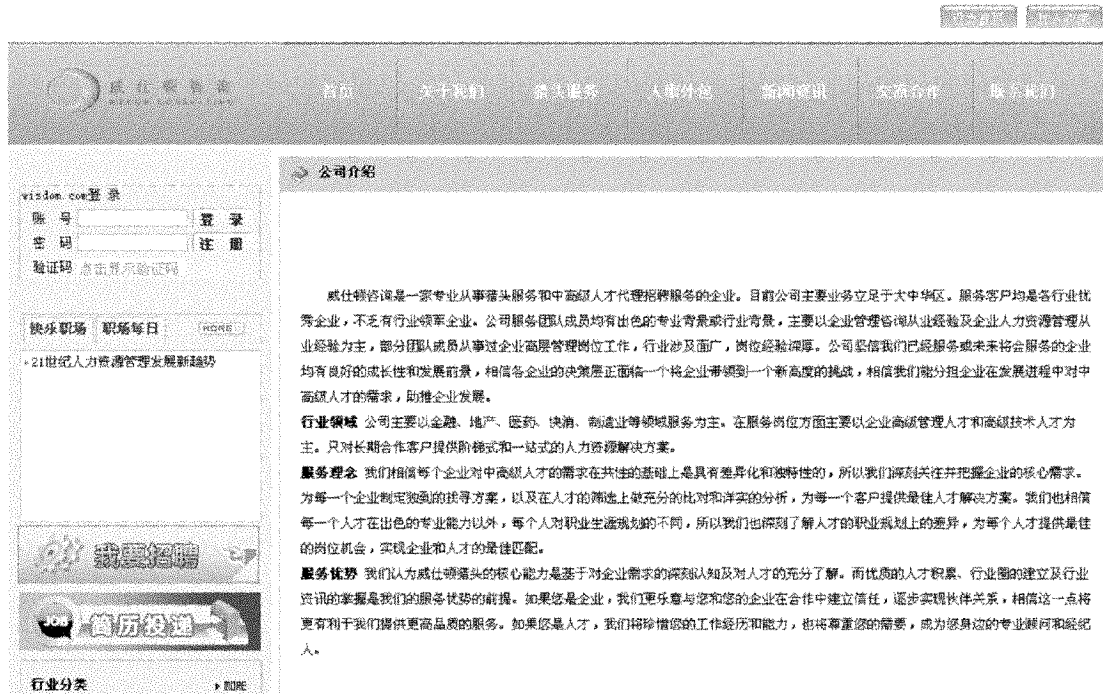 威仕顿咨询
首页 关于我们 猎头服务 人事外包 新闻资讯 交流合作 联系我们
公司介绍
wisdom.com登 录
账 号
登 录
密 码
注 册
验证码 点击显示验证码
快乐职场 职场每日 MORE
21世纪人力资源管理发展新趋势
我要招聘
JOB 简历投递
行业分类 MORE
威仕顿咨询是一家专业从事猎头服务和中高级人才代理招聘服务的企业。目前公司主要业务立足于大中华区。服务客户均是各行业优
秀企业，不乏有行业领军企业。公司服务团队成员均有出色的专业背景或行业背景，主要以企业管理咨询从业经验及企业人力资源管理从
业经验为主，部分团队成员从事过企业高层管理岗位工作，行业涉及面广，岗位经验深厚。公司坚信我们已经服务或未来将会服务的企业
均有良好的成长性和发展前景，相信各企业的决策层正面临一个将企业带领到一个新高度的挑战，相信我们能分担企业在发展进程中对中
高级人才的需求，助推企业发展。
行业领域 公司主要以金融、地产、医药、快消、制造业等领域服务为主。在服务岗位方面主要以企业高级管理人才和高级技术人才为
主。只对长期合作客户提供阶梯式和一站式的人力资源解决方案。
服务理念 我们相信每个企业对中高级人才的需求在共性的基础上是具有差异化和独特性的，所以我们深刻关注并把握企业的核心需求。
为每一个企业制定独到的找寻方案，以及在人才的筛选上做充分的比对和详实的分析，为每一个客户提供最佳人才解决方案。我们也相信
每一个人才在出色的专业能力以外，每个人对职业生涯规划的不同，所以我们也深刻了解人才的职业规划上的差异，为每个人才提供最佳
的岗位机会，实现企业和人才的最佳匹配。
服务优势 我们认为威仕顿猎头的核心能力是基于对企业需求的深刻认知及对人才的充分了解。而优质的人才积累、行业圈的建立及行业
资讯的掌握是我们的服务优势的前提。如果您是企业，我们更乐意与您和您的企业在合作中建立信任，逐步实现伙伴关系，相信这一点将
更有利于我们提供更高品质的服务。如果您是人才，我们将珍惜您的工作经历和能力，也将尊重您的需要，成为您身边的专业顾问和经纪
人。